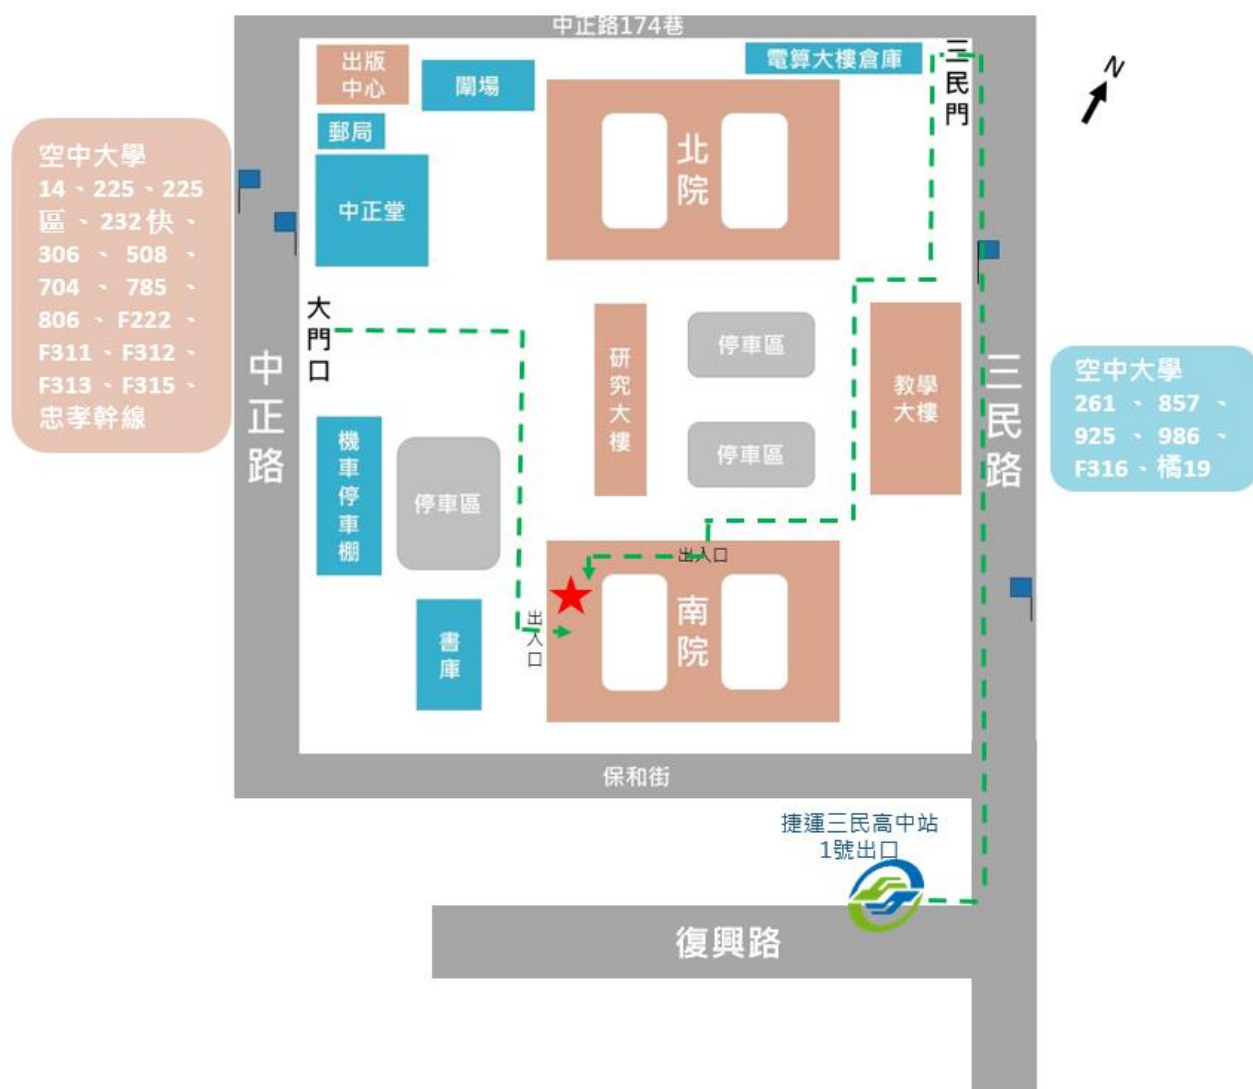 中正路174巷
出版
中心
闈場
電算大樓倉庫
三民門
N
郵局
北院
空中大學
14、225、225
區、232快、
306 、 508 、
704 、 785 、
806 、F222 、
F311、F312、
F313、F315、
忠孝幹線
中正堂
大門口
中正路
研究大樓
停車區
停車區
教學
大樓
三民路
空中大學
261 、 857 、
925 、 986 、
F316、橘19
機車停車棚
停車區
出入口
出入口
南院
書庫
保和街
捷運三民高中站
1號出口
復興路